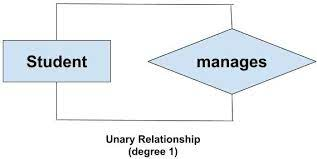 Student
manages
Unary Relationship
(degree 1)